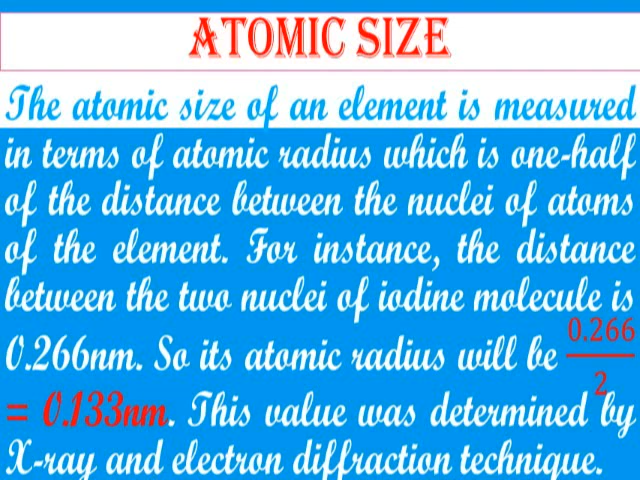 ATOMIC SIZE
The atomic size of an element is measured
in terms of atomic radius which is one-half
of the distance between the nuclei of atoms
of the element. For instance, the distance
between the two nuclei of iodine molecule is
0.266nm. So its atomic radius will be 0.266/2
= 0.133nm. This value was determined by
X-ray and electron diffraction technique.